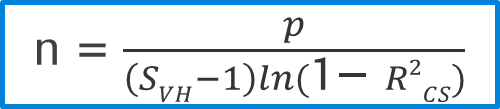 n = p / (S_VH−1)ln(1− R²_CS)